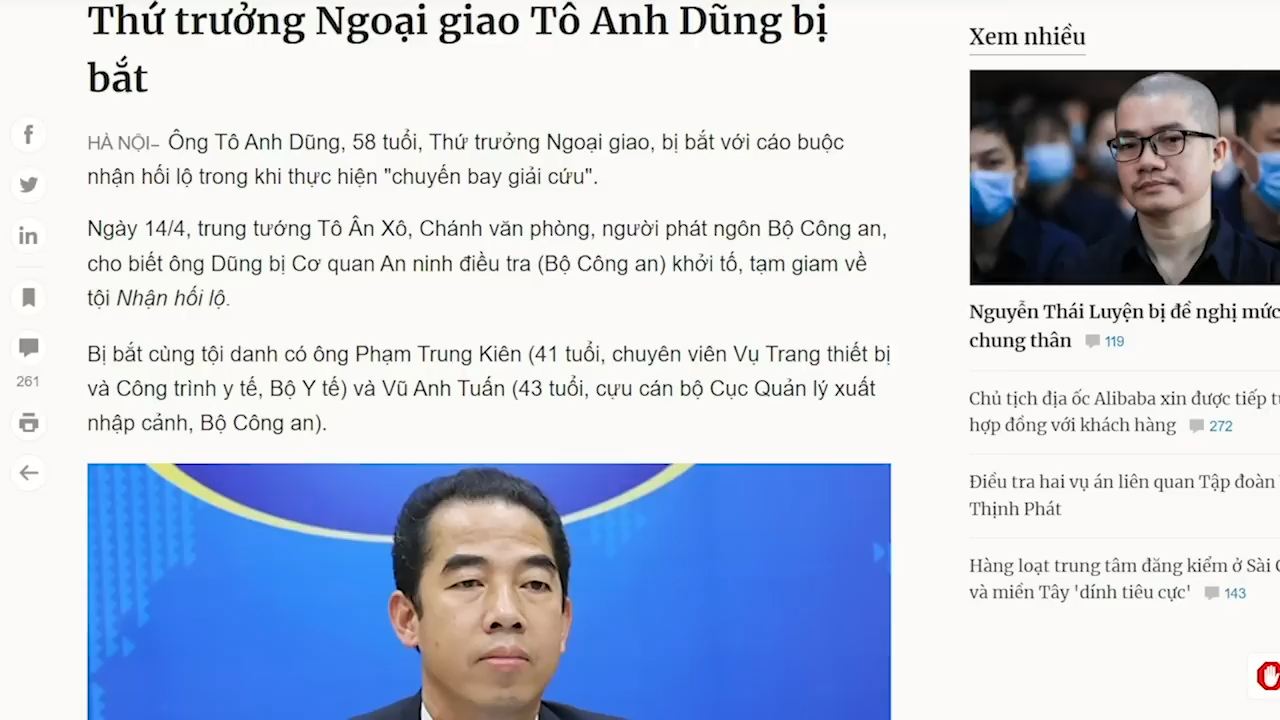 Thứ trưởng Ngoại giao Tô Anh Dũng bị
bắt
HÀ NỘI– Ông Tô Anh Dũng, 58 tuổi, Thứ trưởng Ngoại giao, bị bắt với cáo buộc
nhận hối lộ trong khi thực hiện "chuyến bay giải cứu".
Ngày 14/4, trung tướng Tô Ân Xô, Chánh văn phòng, người phát ngôn Bộ Công an,
cho biết ông Dũng bị Cơ quan An ninh điều tra (Bộ Công an) khởi tố, tạm giam về
tội Nhận hối lộ.
Bị bắt cùng tội danh có ông Phạm Trung Kiên (41 tuổi, chuyên viên Vụ Trang thiết bị
và Công trình y tế, Bộ Y tế) và Vũ Anh Tuấn (43 tuổi, cựu cán bộ Cục Quản lý xuất
nhập cảnh, Bộ Công an).
261
Xem nhiều
Nguyễn Thái Luyện bị đề nghị mức
chung thân 119
Chủ tịch địa ốc Alibaba xin được tiếp
hợp đồng với khách hàng 272
Điều tra hai vụ án liên quan Tập đoàn
Thịnh Phát
Hàng loạt trung tâm đăng kiểm ở Sài
và miền Tây 'dính tiêu cực' 143